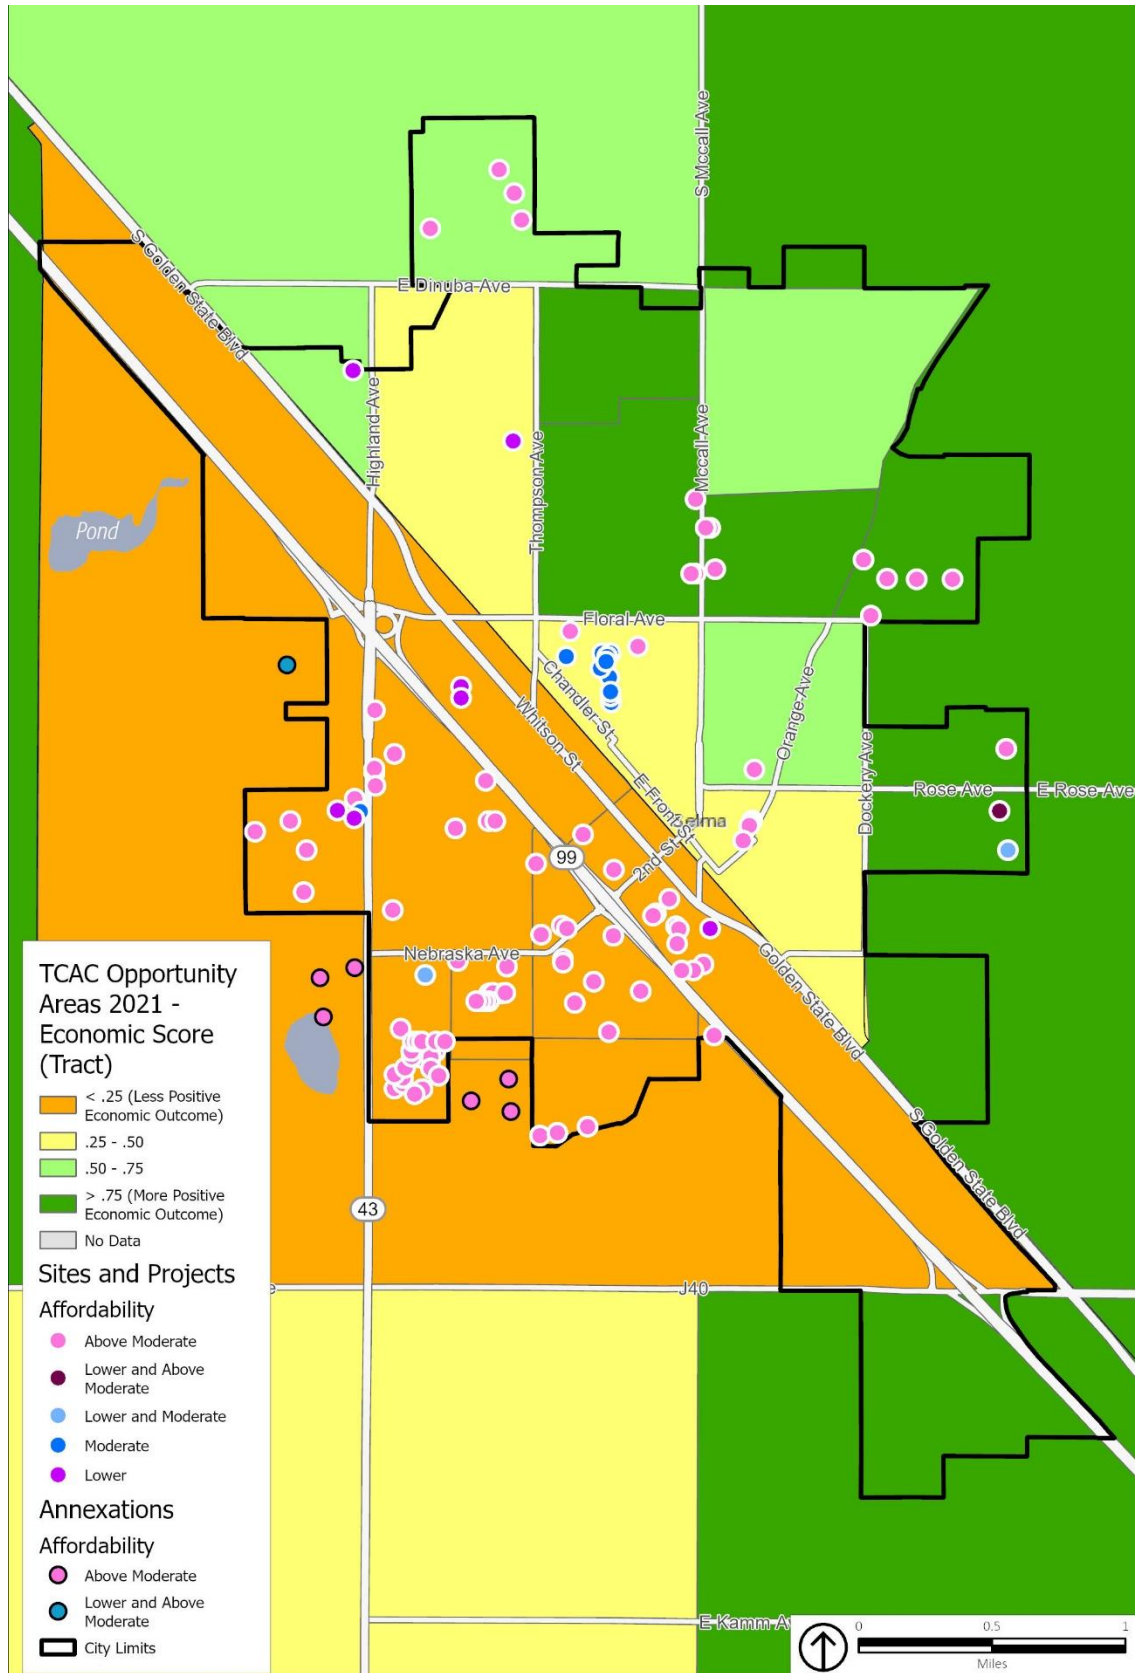 S Mccall Ave
S Golden State Blvd
E Dinuba Ave
Highland Ave
Thompson Ave
Mccall Ave
Pond
Floral Ave
Chandler St
Whitson St
Orange Ave
Dockery Ave
E Front St
Selma
Rose Ave
E Rose Ave
2nd St
99
Nebraska Ave
Golden State Blvd
S Golden State Blvd
43
J40
E Kamm Av
TCAC Opportunity
Areas 2021 -
Economic Score
(Tract)
< .25 (Less Positive
Economic Outcome)
.25 - .50
.50 - .75
> .75 (More Positive
Economic Outcome)
No Data
Sites and Projects
Affordability
Above Moderate
Lower and Above
Moderate
Lower and Moderate
Moderate
Lower
Annexations
Affordability
Above Moderate
Lower and Above
Moderate
City Limits
0 0.5 1
Miles